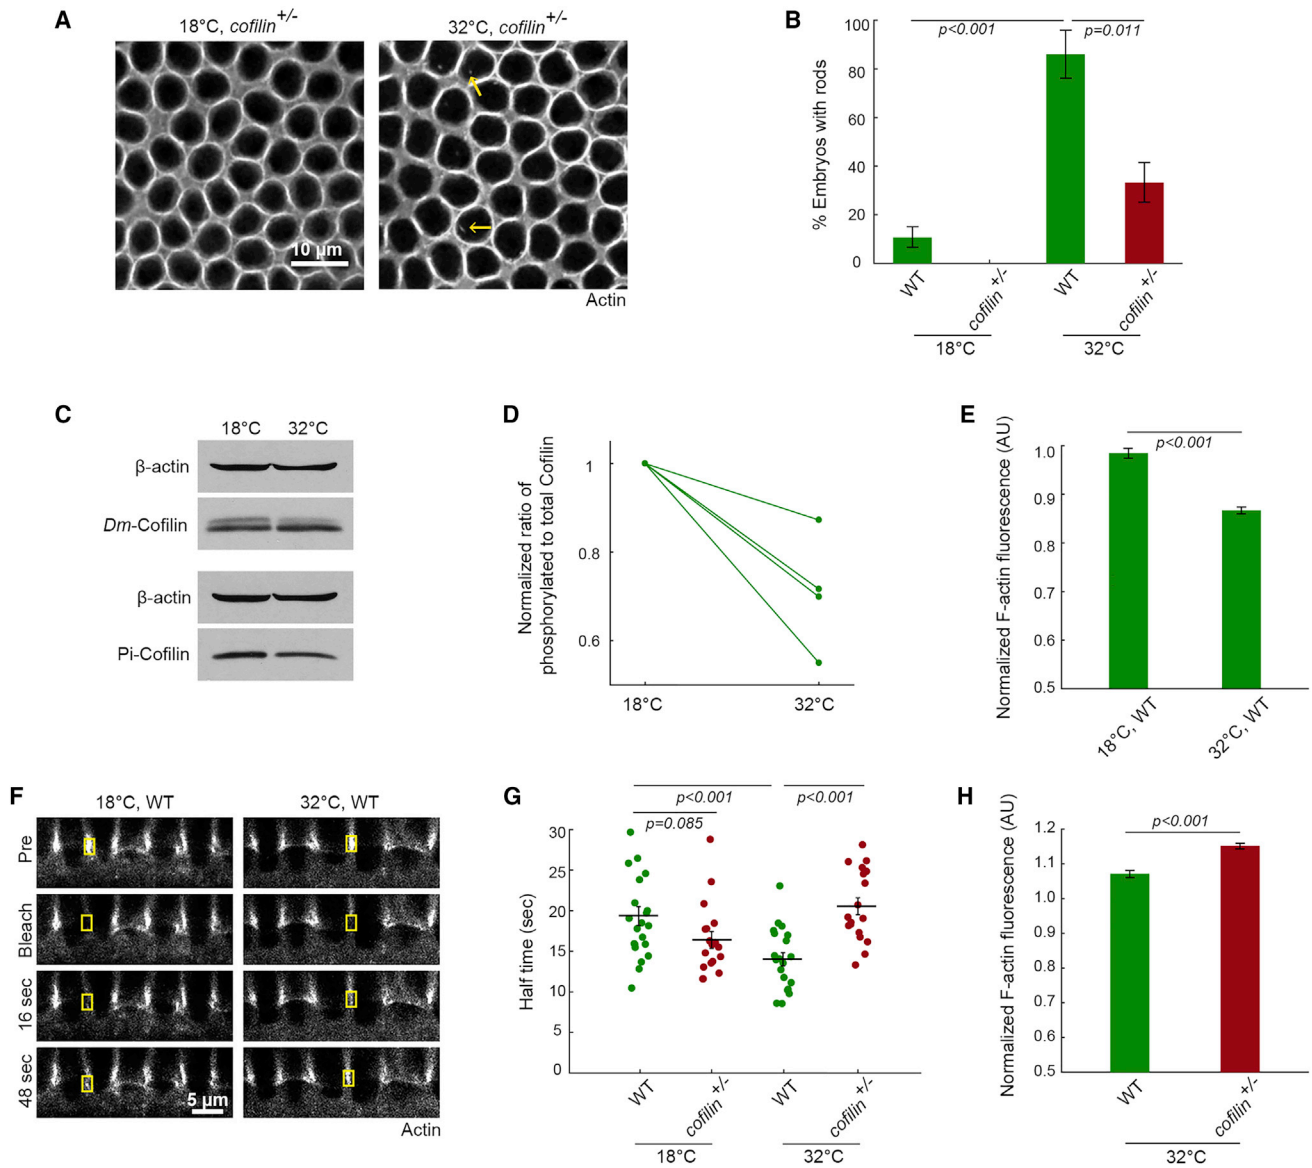 A
18°C, cofilin+/-
32°C, cofilin+/-
10 µm
Actin
B
% Embryos with rods
100
80
60
40
20
0
p<0.001
p=0.011
WT
cofilin+/-
WT
cofilin+/-
18°C
32°C
C
18°C
32°C
β-actin
Dm-Cofilin
β-actin
Pi-Cofilin
D
Normalized ratio of
phosphorylated to total Cofilin
1
0.8
0.6
18°C
32°C
E
Normalized F-actin fluorescence (AU)
1.0
0.9
0.8
0.7
0.6
0.5
p<0.001
18°C, WT
32°C, WT
F
18°C, WT
32°C, WT
Pre
Bleach
16 sec
48 sec
5 µm
Actin
G
Half time (sec)
30
25
20
15
10
5
0
p<0.001
p<0.001
p=0.085
WT
cofilin+/-
WT
cofilin+/-
18°C
32°C
H
Normalized F-actin fluorescence (AU)
1.2
1.1
1.0
0.9
0.8
0.7
0.6
0.5
p<0.001
WT
cofilin+/-
32°C